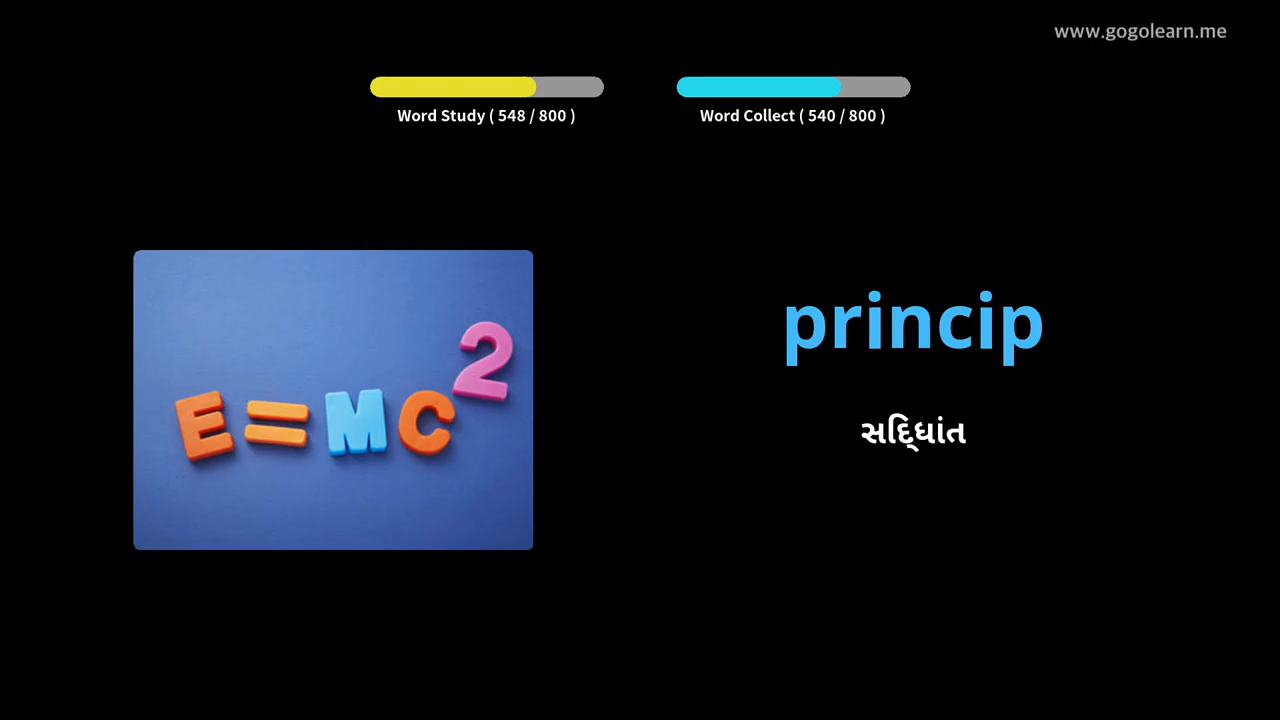 www.gogolearn.me
Word Study ( 548 / 800 )
Word Collect ( 540 / 800 )
E=MC2
princip
સદ્ધિાંત